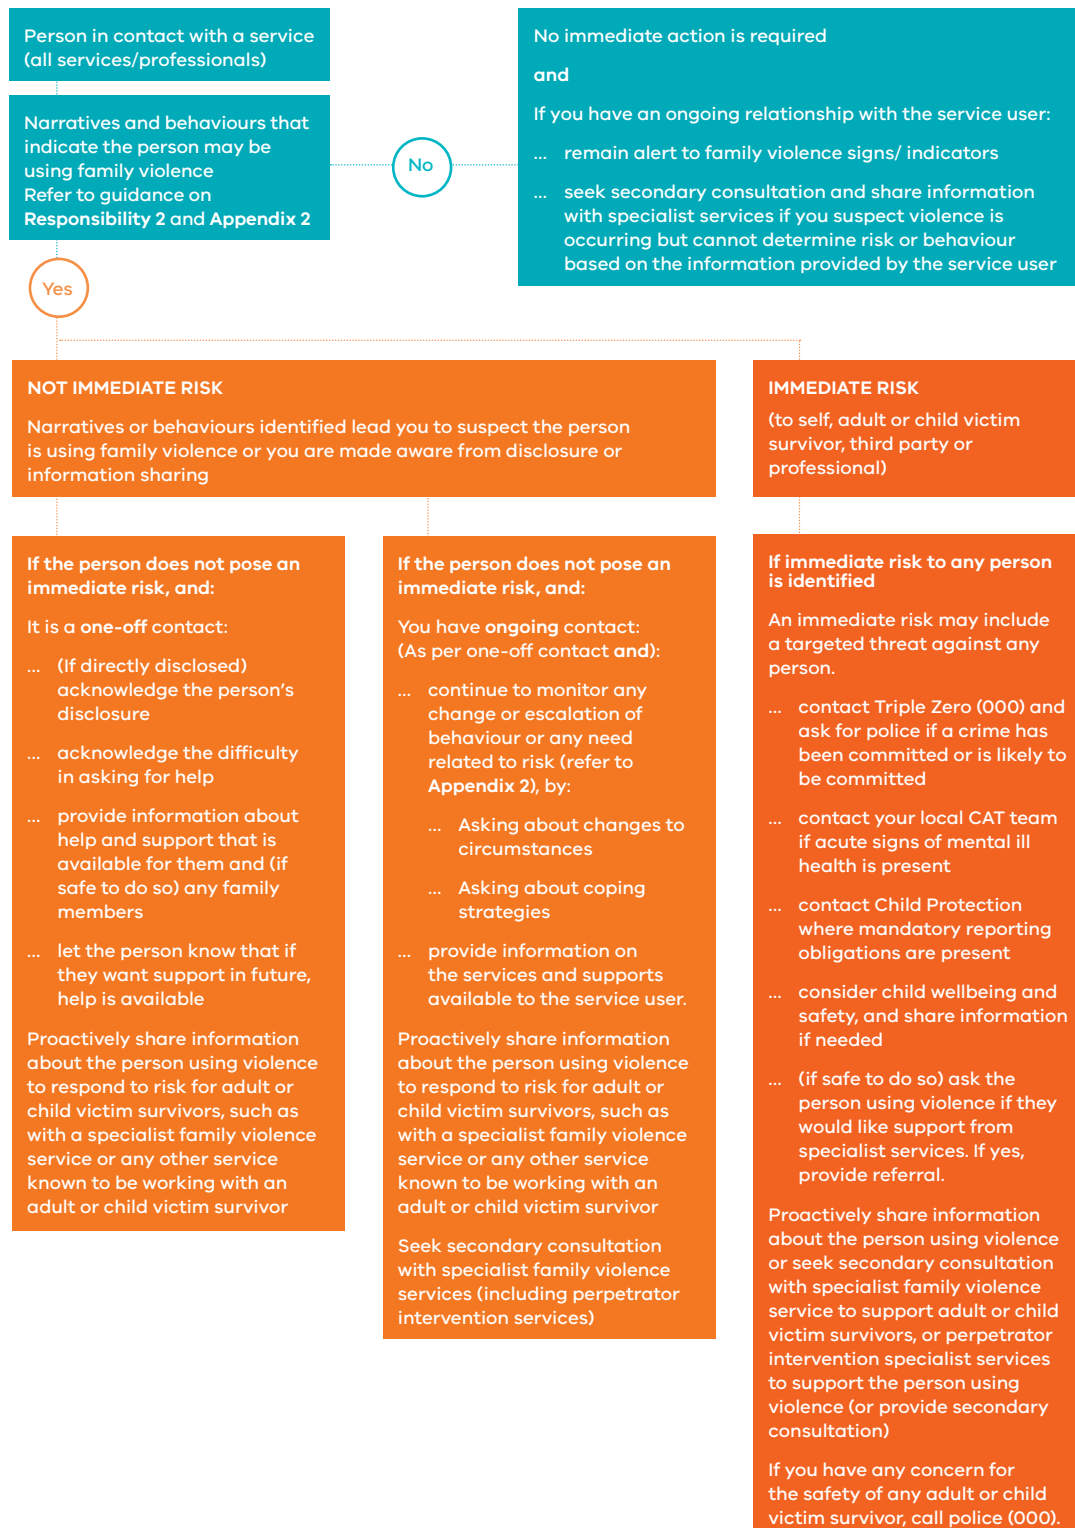 Person in contact with a service
(all services/professionals)
Narratives and behaviours that
indicate the person may be
using family violence
Refer to guidance on
Responsibility 2 and Appendix 2
No
No immediate action is required
and
If you have an ongoing relationship with the service user:
... remain alert to family violence signs/ indicators
... seek secondary consultation and share information
with specialist services if you suspect violence is
occurring but cannot determine risk or behaviour
based on the information provided by the service user
Yes
NOT IMMEDIATE RISK
Narratives or behaviours identified lead you to suspect the person
is using family violence or you are made aware from disclosure or
information sharing
IMMEDIATE RISK
(to self, adult or child victim
survivor, third party or
professional)
If the person does not pose an
immediate risk, and:
It is a one-off contact:
... (If directly disclosed)
acknowledge the person's
disclosure
... acknowledge the difficulty
in asking for help
... provide information about
help and support that is
available for them and (if
safe to do so) any family
members
... let the person know that if
they want support in future,
help is available
Proactively share information
about the person using violence
to respond to risk for adult or
child victim survivors, such as
with a specialist family violence
service or any other service
known to be working with an
adult or child victim survivor
If the person does not pose an
immediate risk, and:
You have ongoing contact:
(As per one-off contact and):
... continue to monitor any
change or escalation of
behaviour or any need
related to risk (refer to
Appendix 2), by:
... Asking about changes to
circumstances
... Asking about coping
strategies
... provide information on
the services and supports
available to the service user.
Proactively share information
about the person using violence
to respond to risk for adult or
child victim survivors, such as
with a specialist family violence
service or any other service
known to be working with an
adult or child victim survivor
Seek secondary consultation
with specialist family violence
services (including perpetrator
intervention services)
If immediate risk to any person
is identified
An immediate risk may include
a targeted threat against any
person.
... contact Triple Zero (000) and
ask for police if a crime has
been committed or is likely to
be committed
... contact your local CAT team
if acute signs of mental ill
health is present
... contact Child Protection
where mandatory reporting
obligations are present
... consider child wellbeing and
safety, and share information
if needed
... (if safe to do so) ask the
person using violence if they
would like support from
specialist services. If yes,
provide referral.
Proactively share information
about the person using violence
or seek secondary consultation
with specialist family violence
service to support adult or child
victim survivors, or perpetrator
intervention specialist services
to support the person using
violence (or provide secondary
consultation)
If you have any concern for
the safety of any adult or child
victim survivor, call police (000).